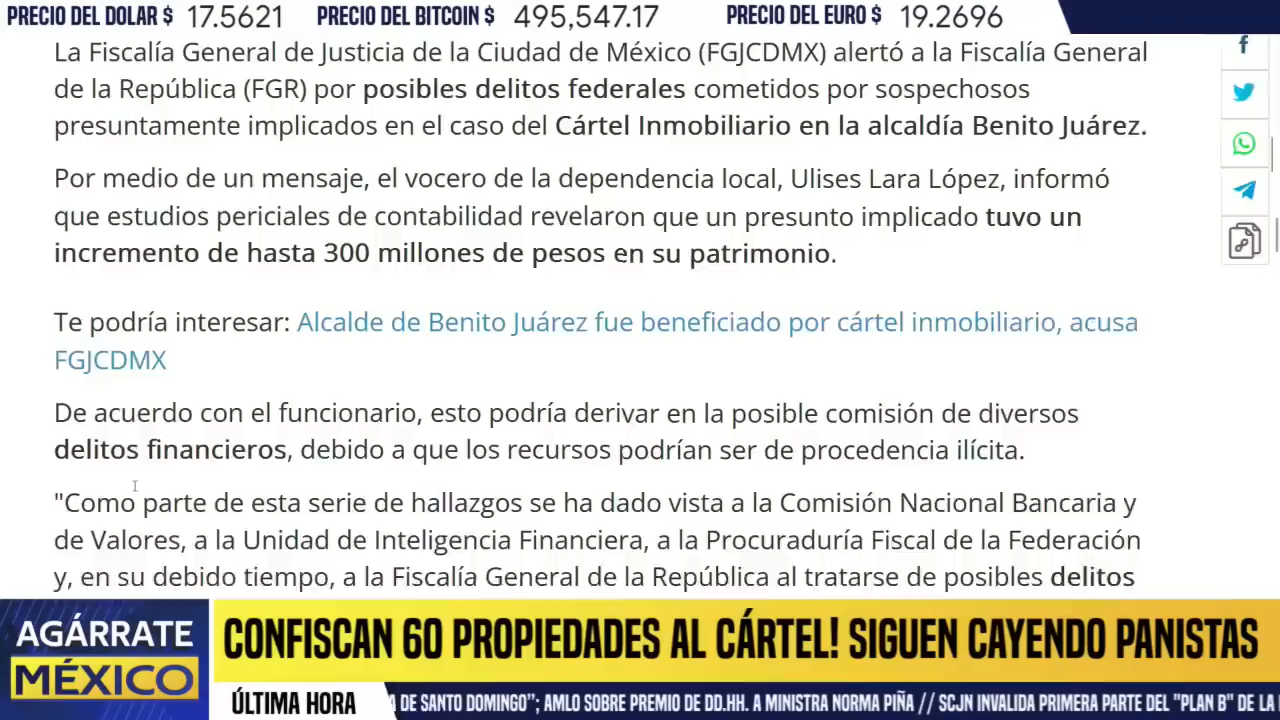 PRECIO DEL DOLAR $ 17.5621 PRECIO DEL BITCOIN $ 495,547.17 PRECIO DEL EURO $ 19.2696
La Fiscalía General de Justicia de la Ciudad de México (FGJCDMX) alertó a la Fiscalía General
de la República (FGR) por posibles delitos federales cometidos por sospechosos
presuntamente implicados en el caso del Cártel Inmobiliario en la alcaldía Benito Juárez.
Por medio de un mensaje, el vocero de la dependencia local, Ulises Lara López, informó
que estudios periciales de contabilidad revelaron que un presunto implicado tuvo un
incremento de hasta 300 millones de pesos en su patrimonio.
Te podría interesar: Alcalde de Benito Juárez fue beneficiado por cártel inmobiliario, acusa
FGJCDMX
De acuerdo con el funcionario, esto podría derivar en la posible comisión de diversos
delitos financieros, debido a que los recursos podrían ser de procedencia ilícita.
"Como parte de esta serie de hallazgos se ha dado vista a la Comisión Nacional Bancaria y
de Valores, a la Unidad de Inteligencia Financiera, a la Procuraduría Fiscal de la Federación
y, en su debido tiempo, a la Fiscalía General de la República al tratarse de posibles delitos
AGÁRRATE
MÉXICO
CONFISCAN 60 PROPIEDADES AL CÁRTEL! SIGUEN CAYENDO PANISTAS
ÚLTIMA HORA
A DE SANTO DOMINGO"; AMLO SOBRE PREMIO DE DD.HH. A MINISTRA NORMA PIÑA // SCJN INVALIDA PRIMERA PARTE DEL "PLAN B" DE LA